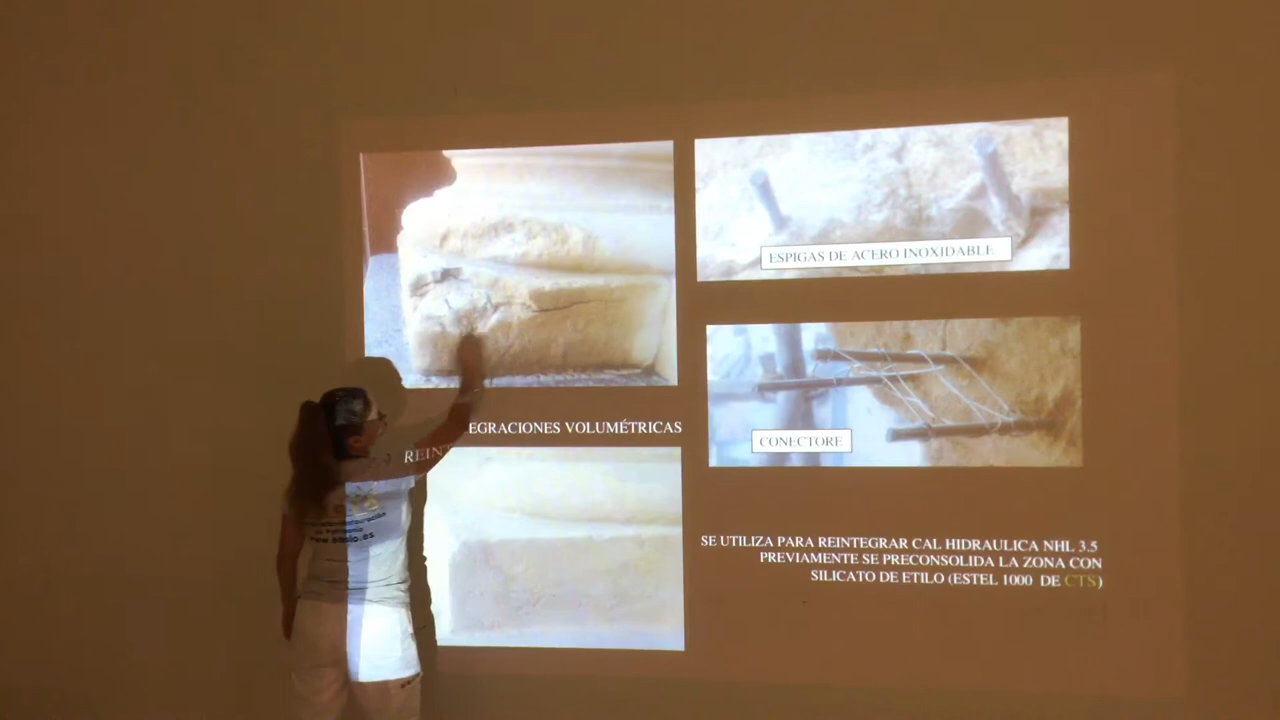 REINTEGRACIONES VOLUMÉTRICAS
ESPIGAS DE ACERO INOXIDABLE
CONECTORE
SE UTILIZA PARA REINTEGRAR CAL HIDRAULICA NHL 3.5
PREVIAMENTE SE PRECONSOLIDA LA ZONA CON
SILICATO DE ETILO (ESTEL 1000 DE CTS)